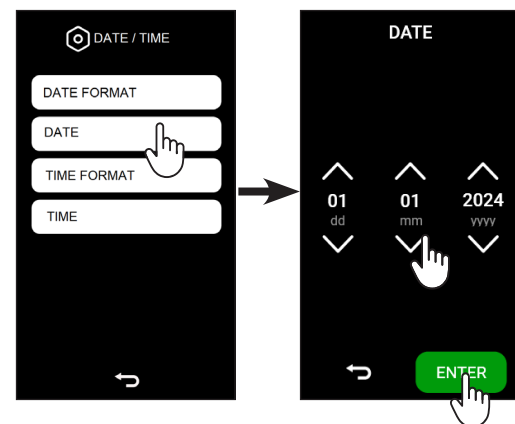 DATE / TIME
DATE FORMAT
DATE
TIME FORMAT
TIME
DATE
01 01 2024
dd mm yyyy
ENTER